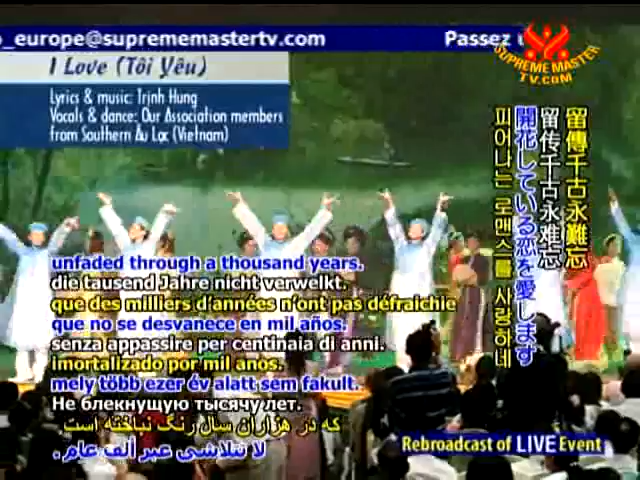 _europe@suprememastertv.com
Passez u
SUPREME MASTER
TV.COM
I Love (Tôi Yêu)
Lyrics & music: Trịnh Hung
Vocals & dance: Our Association members
from Southern Âu Lạc (Vietnam)
留傳千古永難忘
留传千古永难忘
開花している恋を愛します
피어나는 로맨스를 사랑하네
unfaded through a thousand years.
die tausend Jahre nicht verwelkt.
que des milliers d'années n'ont pas défraichie
que no se desvanece en mil años.
senza appassire per centinaia di anni.
imortalizado por mil anos.
mely több ezer év alatt sem fakult.
Не блекнущую тысячу лет.
که در هزاران سال رنگ نباخته است
لا تتلاشى عبر ألف عام.
Rebroadcast of LIVE Event